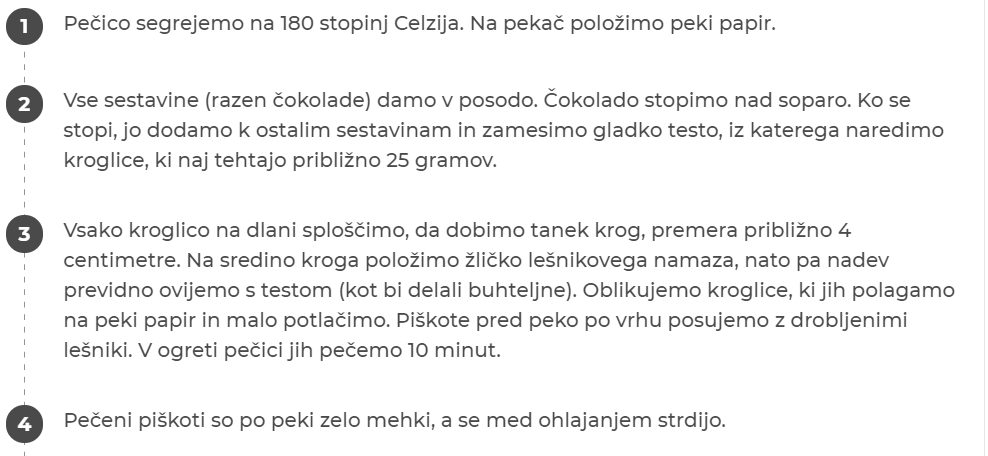 1 Pečico segrejemo na 180 stopinj Celzija. Na pekač položimo peki papir.
2 Vse sestavine (razen čokolade) damo v posodo. Čokolado stopimo nad soparo. Ko se
stopi, jo dodamo k ostalim sestavinam in zamesimo gladko testo, iz katerega naredimo
kroglice, ki naj tehtajo približno 25 gramov.
3 Vsako kroglico na dlani sploščimo, da dobimo tanek krog, premera približno 4
centimetre. Na sredino kroga položimo žličko lešnikovega namaza, nato pa nadev
previdno ovijemo s testom (kot bi delali buhteljne). Oblikujemo kroglice, ki jih polagamo
na peki papir in malo potlačimo. Piškote pred peko po vrhu posujemo z drobljenimi
lešniki. V ogreti pečici jih pečemo 10 minut.
4 Pečeni piškoti so po peki zelo mehki, a se med ohlajanjem strdijo.